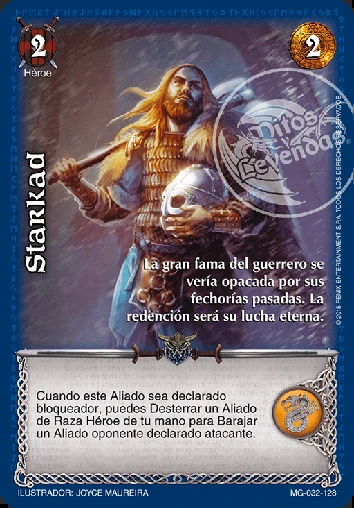 2
2
Héroe
Mitos y Leyendas
Starkad
La gran fama del guerrero se
vería opacada por sus
fechorías pasadas. La
redención será su lucha eterna.
Cuando este Aliado sea declarado
bloqueador, puedes Desterrar un Aliado
de Raza Héroe de tu mano para Barajar
un Aliado oponente declarado atacante.
ILUSTRADOR: JOYCE MAUREIRA
MG-032-128